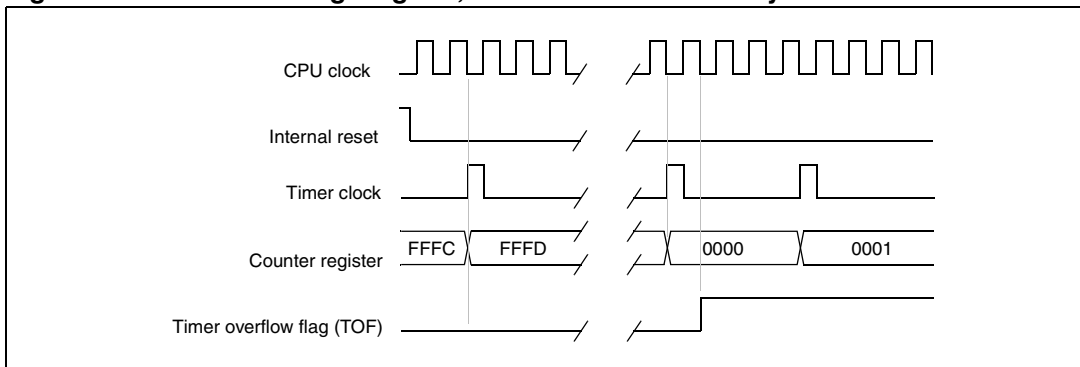 CPU clock
Internal reset
Timer clock
Counter register FFFC FFFD 0000 0001
Timer overflow flag (TOF)